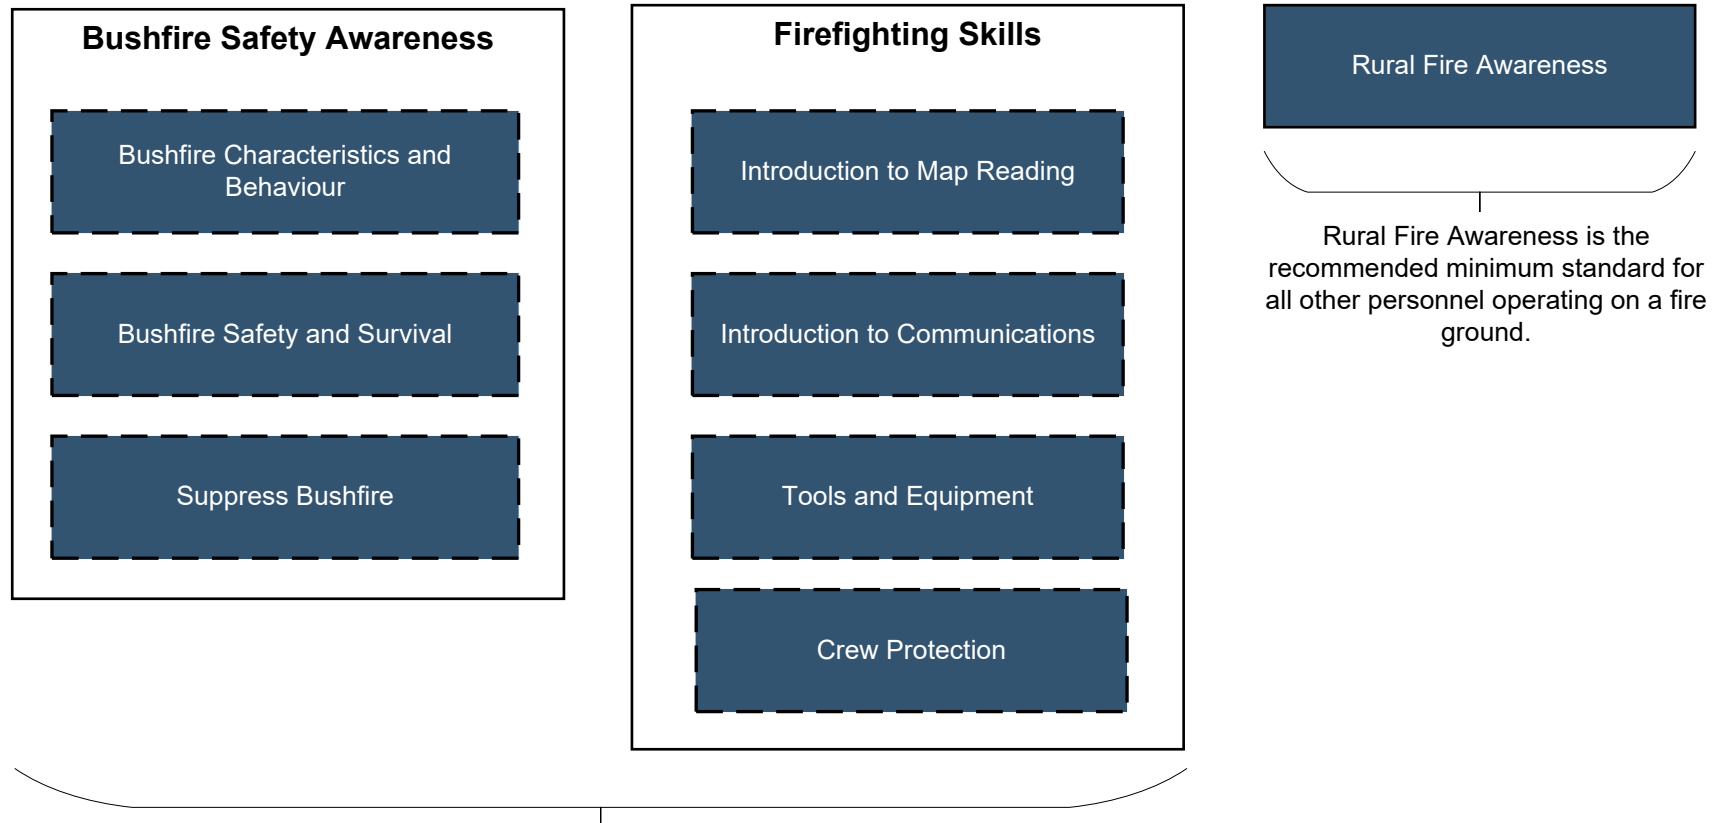 Bushfire Safety Awareness
Bushfire Characteristics and
Behaviour
Bushfire Safety and Survival
Suppress Bushfire
Firefighting Skills
Introduction to Map Reading
Introduction to Communications
Tools and Equipment
Crew Protection
Rural Fire Awareness
Rural Fire Awareness is the
recommended minimum standard for
all other personnel operating on a fire
ground.